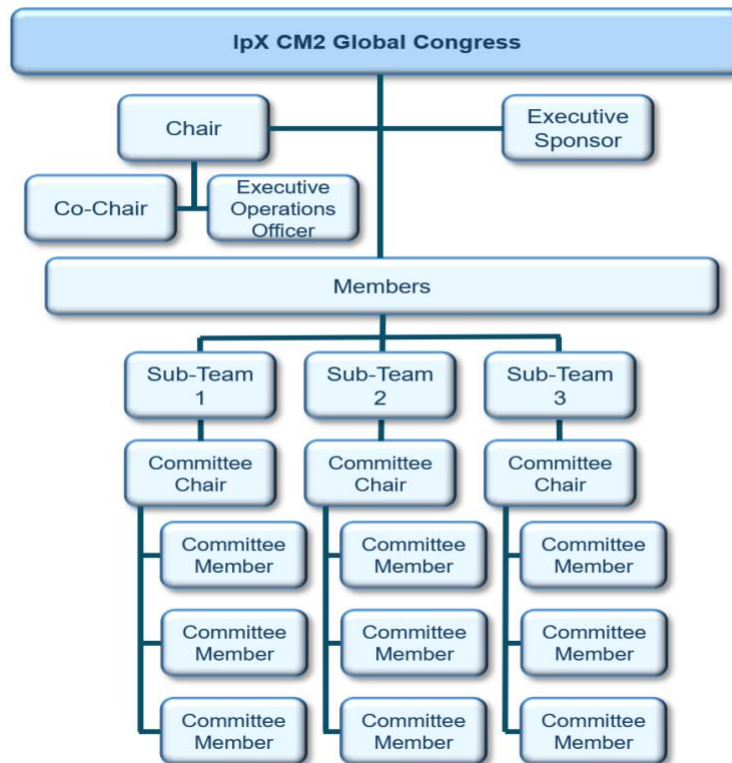 IpX CM2 Global Congress
Chair
Executive
Sponsor
Co-Chair
Executive
Operations
Officer
Members
Sub-Team
1
Sub-Team
2
Sub-Team
3
Committee
Chair
Committee
Chair
Committee
Chair
Committee
Member
Committee
Member
Committee
Member
Committee
Member
Committee
Member
Committee
Member
Committee
Member
Committee
Member
Committee
Member